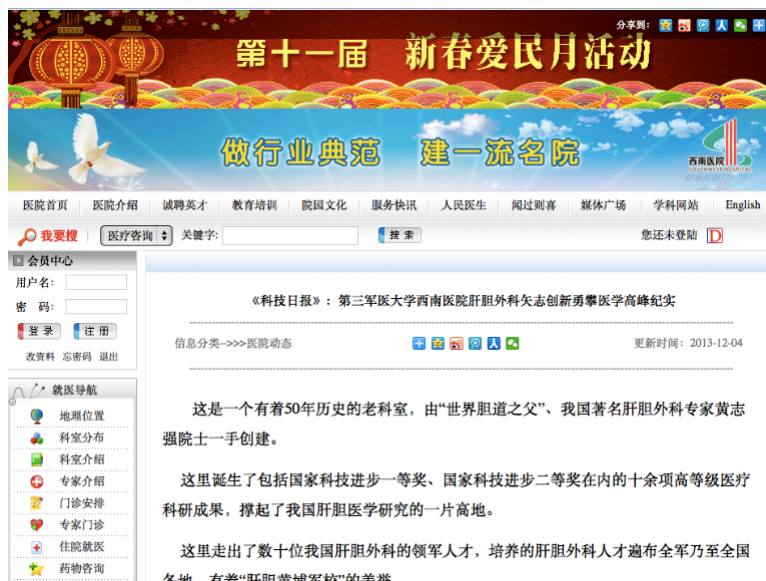 分享到:
第十一届 新春爱民月活动
做行业典范 建一流名院
西南医院
SOUTHWEST HOSPITAL
医院首页 医院介绍 诚聘英才 教育培训 院园文化 服务快讯 人民医生 闻过则喜 媒体广场 学科网站 English
我要搜 医疗咨询 关键字: 搜 索 您还未登陆
会员中心
用户名:
密 码:
登 录 注 册
改资料 忘密码 退出
就医导航
地理位置
科室分布
科室介绍
专家介绍
门诊安排
专家门诊
住院就医
药物咨询
《科技日报》：第三军医大学西南医院肝胆外科矢志创新勇攀医学高峰纪实
信息分类-->>>医院动态 更新时间：2013-12-04
这是一个有着50年历史的老科室，由“世界胆道之父”、我国著名肝胆外科专家黄志
强院士一手创建。
这里诞生了包括国家科技进步一等奖、国家科技进步二等奖在内的十余项高等级医疗
科研成果，撑起了我国肝胆医学研究的一片高地。
这里走出了数十位我国肝胆外科的领军人才，培养的肝胆外科人才遍布全军乃至全国
各地，有着“肝胆黄埔军校”的美誉